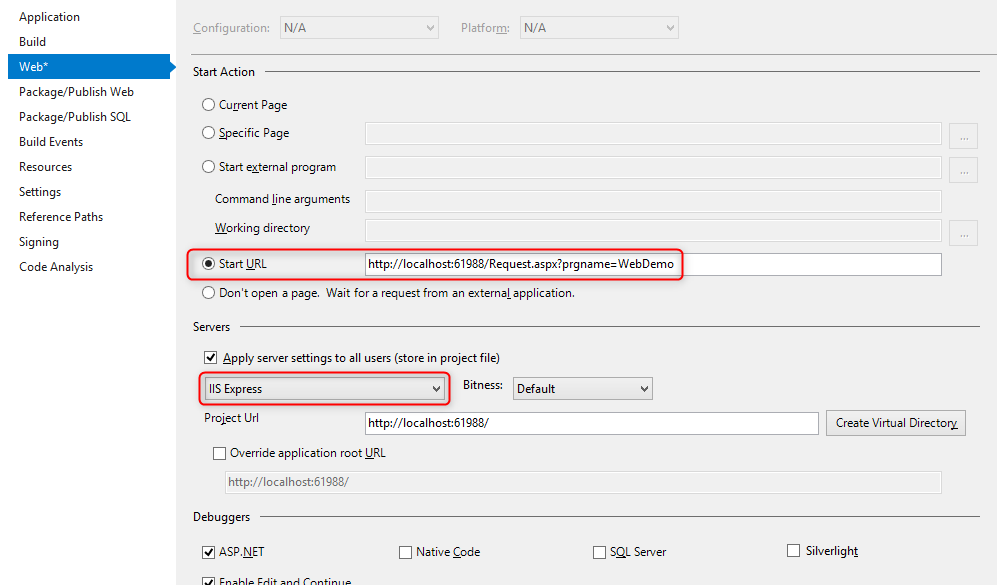 Application
Build
Web*
Package/Publish Web
Package/Publish SQL
Build Events
Resources
Settings
Reference Paths
Signing
Code Analysis
Configuration: N/A Platform: N/A
Start Action
Current Page
Specific Page ...
Start external program ...
Command line arguments
Working directory ...
Start URL http://localhost:61988/Request.aspx?prgname=WebDemo
Don't open a page. Wait for a request from an external application.
Servers
Apply server settings to all users (store in project file)
IIS Express Bitness: Default
Project Url http://localhost:61988/ Create Virtual Directory
Override application root URL
http://localhost:61988/
Debuggers
ASP.NET Native Code SQL Server Silverlight
Enable Edit and Continue